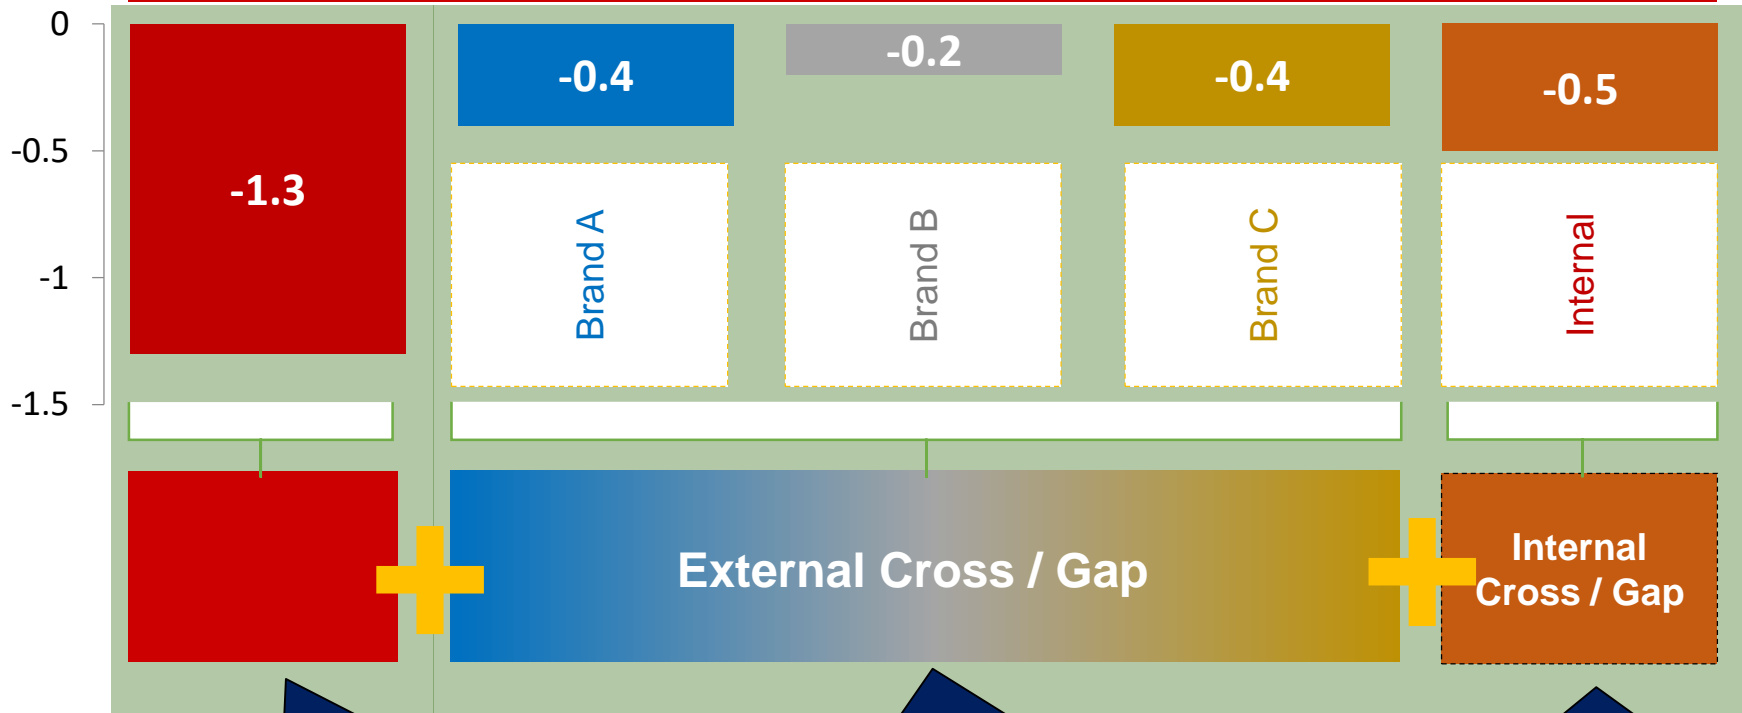 0
-0.5
-1
-1.5
-1.3
-0.4
-0.2
-0.4
-0.5
Brand A
Brand B
Brand C
Internal
External Cross / Gap
Internal
Cross / Gap